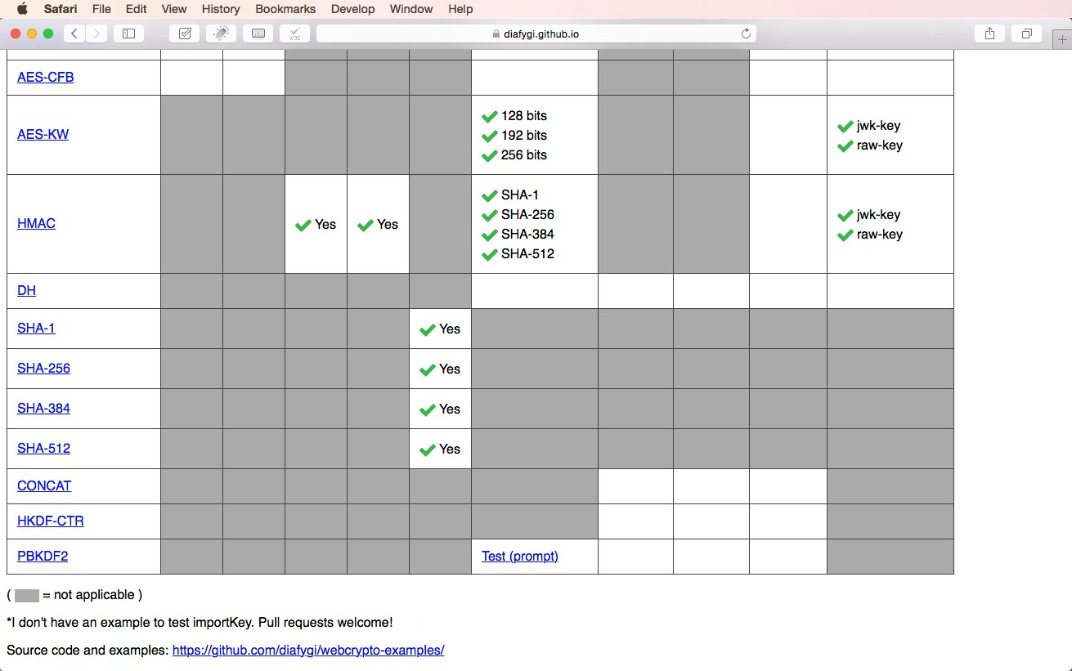 Safari File Edit View History Bookmarks Develop Window Help
diafygi.github.io
AES-CFB
AES-KW
128 bits
192 bits
256 bits
jwk-key
raw-key
HMAC
Yes
Yes
SHA-1
SHA-256
SHA-384
SHA-512
jwk-key
raw-key
DH
SHA-1 Yes
SHA-256 Yes
SHA-384 Yes
SHA-512 Yes
CONCAT
HKDF-CTR
PBKDF2 Test (prompt)
( = not applicable )
*I don't have an example to test importKey. Pull requests welcome!
Source code and examples: https://github.com/diafygi/webcrypto-examples/